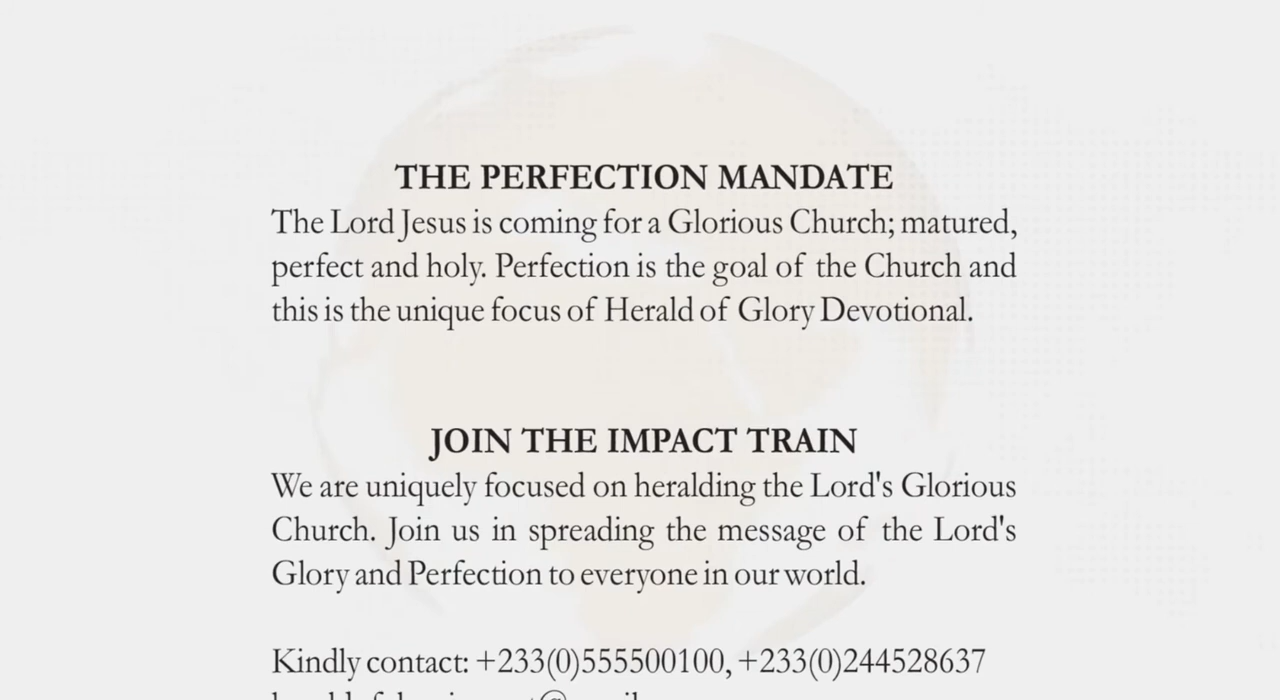 THE PERFECTION MANDATE
The Lord Jesus is coming for a Glorious Church; matured,
perfect and holy. Perfection is the goal of the Church and
this is the unique focus of Herald of Glory Devotional.
JOIN THE IMPACT TRAIN
We are uniquely focused on heralding the Lord's Glorious
Church. Join us in spreading the message of the Lord's
Glory and Perfection to everyone in our world.
Kindly contact: +233(0)555500100, +233(0)244528637